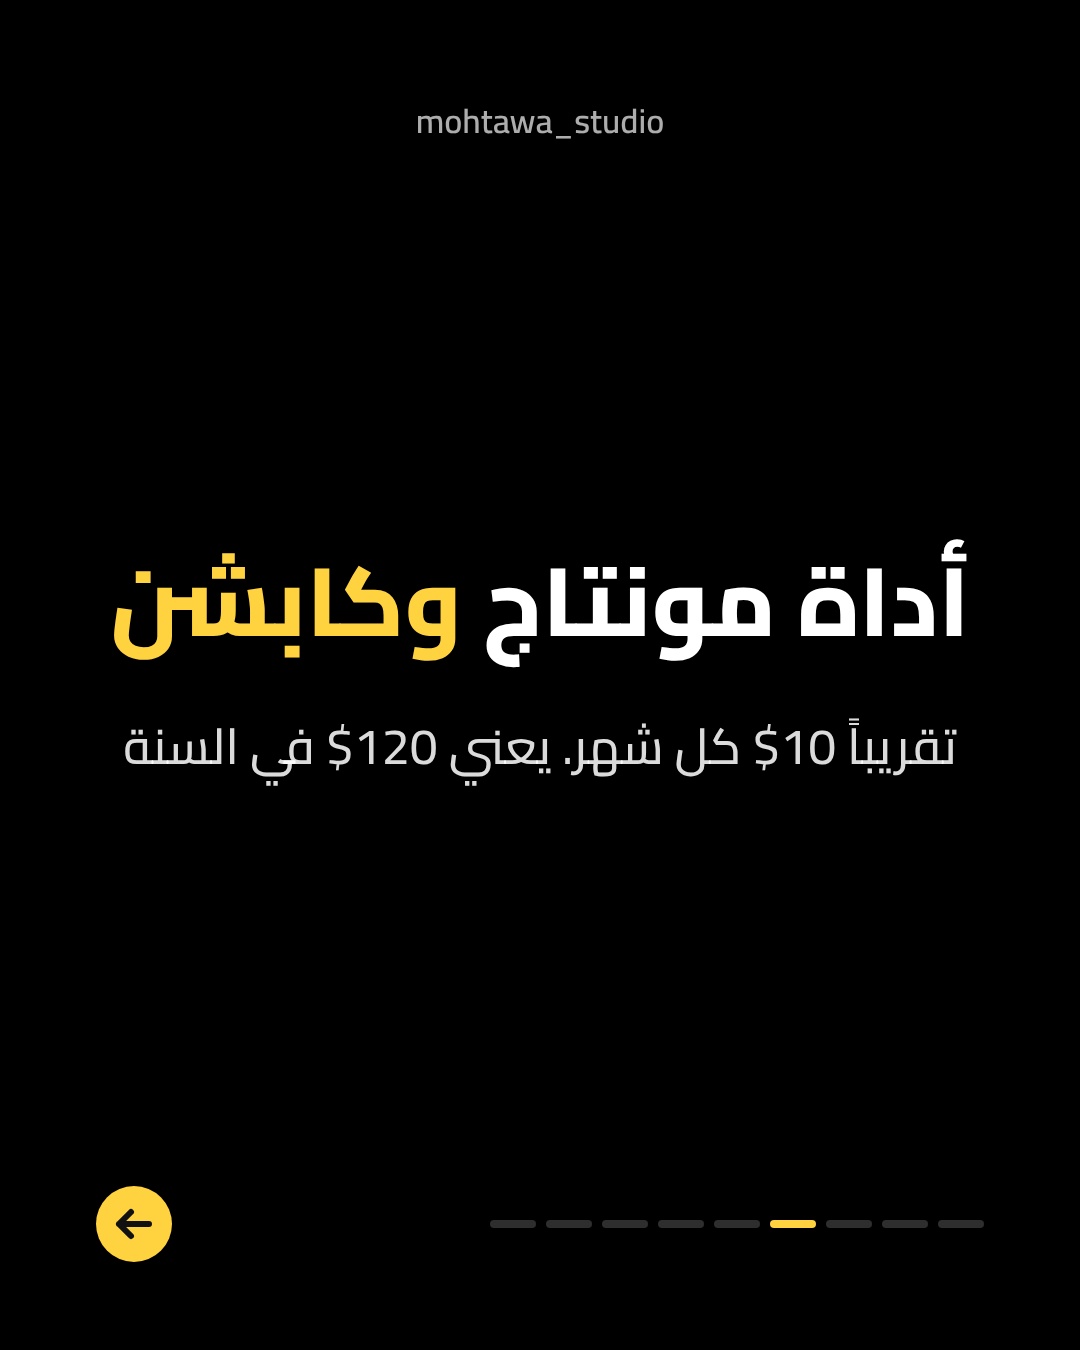 mohtawa_studio
أداة مونتاج وكابشن
تقريباً 10$ كل شهر. يعني 120$ في السنة